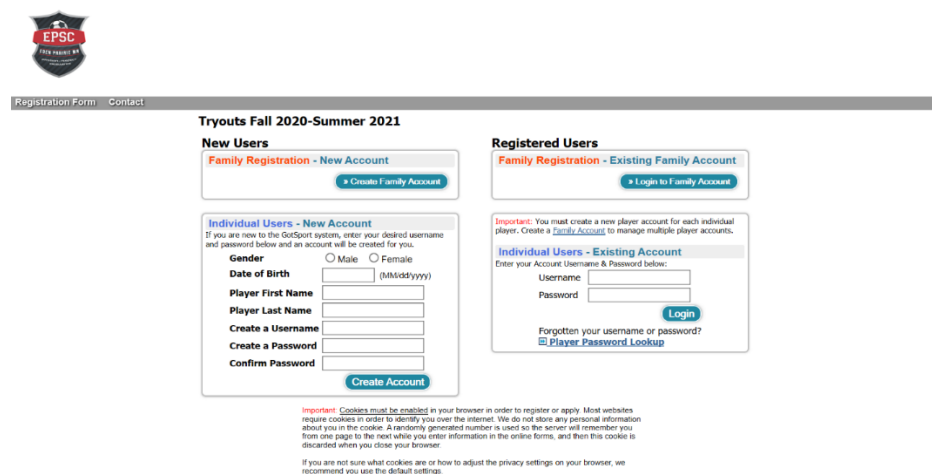 EPSC
EDEN PRAIRIE MN
Registration Form Contact
Tryouts Fall 2020-Summer 2021
New Users
Family Registration - New Account
» Create Family Account
Individual Users - New Account
If you are new to the GotSport system, enter your desired username
and password below and an account will be created for you.
Gender Male Female
Date of Birth (MM/dd/yyyy)
Player First Name
Player Last Name
Create a Username
Create a Password
Confirm Password
Create Account
Registered Users
Family Registration - Existing Family Account
» Login to Family Account
Important: You must create a new player account for each individual
player. Create a Family Account to manage multiple player accounts.
Individual Users - Existing Account
Enter your Account Username & Password below:
Username
Password
Login
Forgotten your username or password?
Player Password Lookup
Important: Cookies must be enabled in your browser in order to register or apply. Most websites
require cookies in order to identify you over the internet. We do not store any personal information
about you in the cookie. A randomly generated number is used so the server will remember you
from one page to the next while you enter information in the online forms, and then this cookie is
discarded when you close your browser.
If you are not sure what cookies are or how to adjust the privacy settings on your browser, we
recommend you use the default settings.